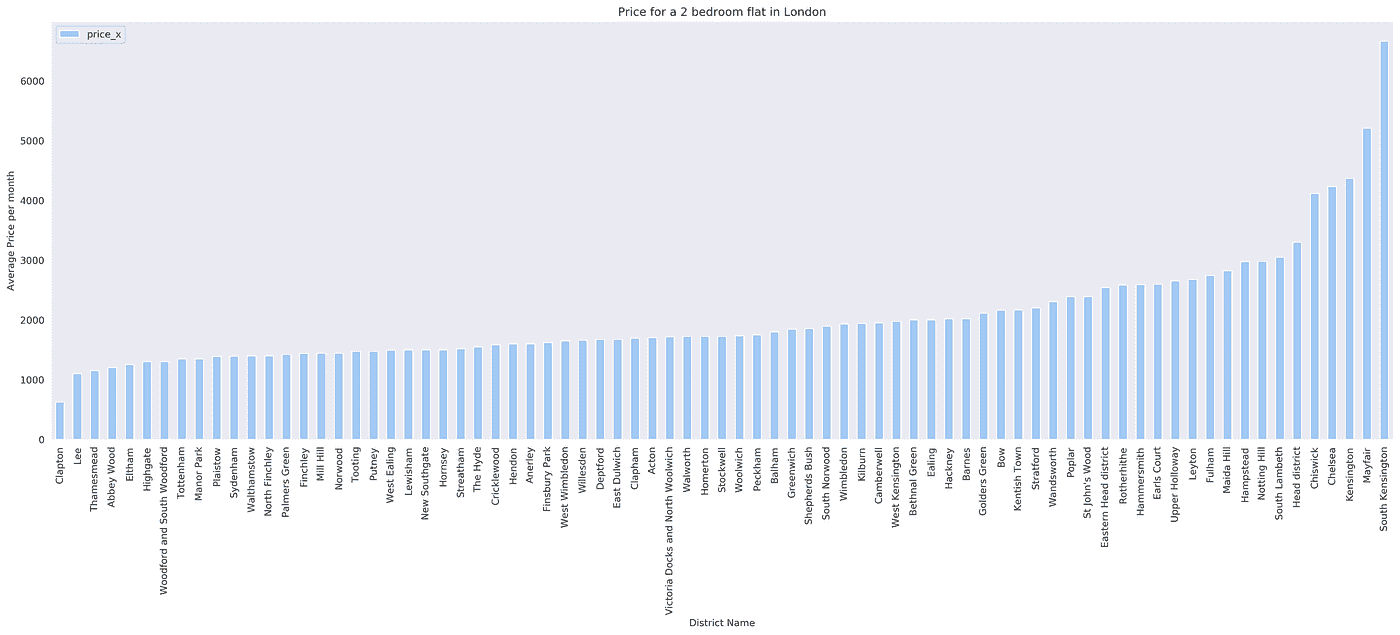 Price for a 2 bedroom flat in London
price_x
Average Price per month
6000
5000
4000
3000
2000
1000
0
Clapton
Lee
Thamesmead
Abbey Wood
Eltham
Highgate
Woodford and South Woodford
Tottenham
Manor Park
Plaistow
Sydenham
Walthamstow
North Finchley
Palmers Green
Finchley
Mill Hill
Norwood
Tooting
Putney
West Ealing
Lewisham
New Southgate
Hornsey
Streatham
The Hyde
Cricklewood
Hendon
Anerley
Finsbury Park
West Wimbledon
Willesden
Deptford
East Dulwich
Clapham
Acton
Victoria Docks and North Woolwich
Walworth
Homerton
Stockwell
Woolwich
Peckham
Balham
Greenwich
Shepherds Bush
South Norwood
Wimbledon
Kilburn
Camberwell
West Kensington
Bethnal Green
Ealing
Hackney
Barnes
Golders Green
Bow
Kentish Town
Stratford
Wandsworth
Poplar
St John's Wood
Eastern Head district
Rotherhithe
Hammersmith
Earls Court
Upper Holloway
Leyton
Fulham
Maida Hill
Hampstead
Notting Hill
South Lambeth
Head district
Chiswick
Chelsea
Kensington
Mayfair
South Kensington
District Name